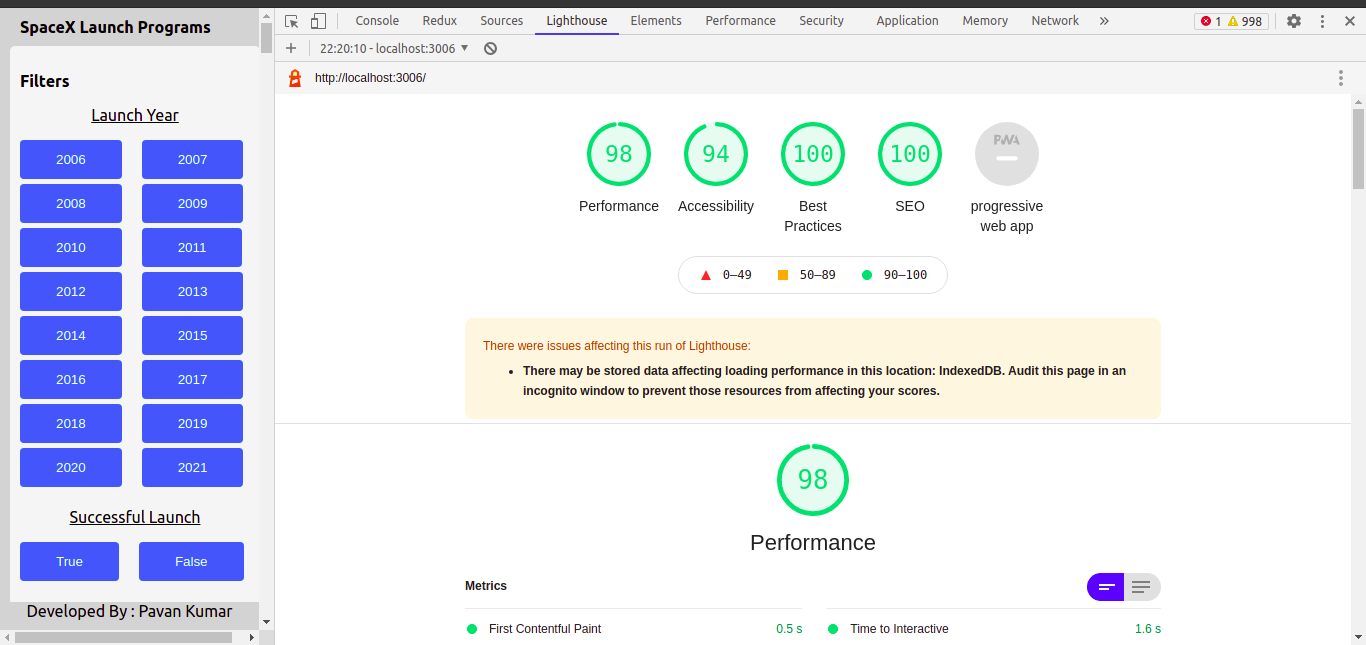 SpaceX Launch Programs
Filters
Launch Year
2006 2007
2008 2009
2010 2011
2012 2013
2014 2015
2016 2017
2018 2019
2020 2021
Successful Launch
True False
Developed By : Pavan Kumar
Console Redux Sources Lighthouse Elements Performance Security Application Memory Network » 1 998
22:20:10 - localhost:3006
http://localhost:3006/
98 94 100 100 PWA
Performance Accessibility Best Practices SEO progressive web app
0–49 50–89 90–100
There were issues affecting this run of Lighthouse:
• There may be stored data affecting loading performance in this location: IndexedDB. Audit this page in an
incognito window to prevent those resources from affecting your scores.
98
Performance
Metrics
First Contentful Paint 0.5 s Time to Interactive 1.6 s